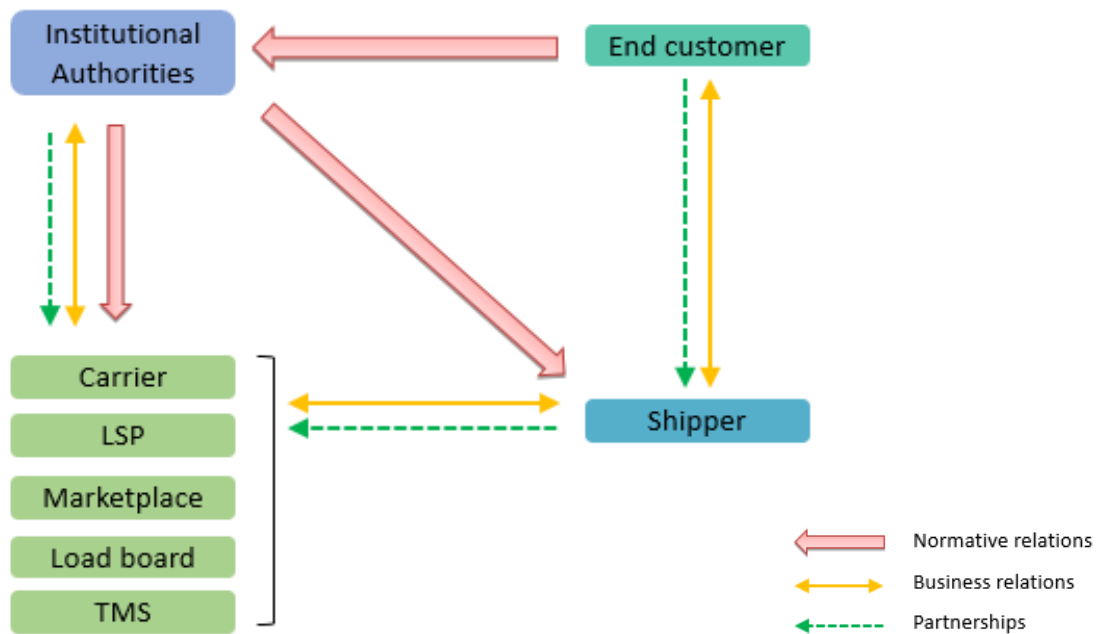 Institutional
Authorities
End customer
Carrier
LSP
Marketplace
Load board
TMS
Shipper
Normative relations
Business relations
Partnerships